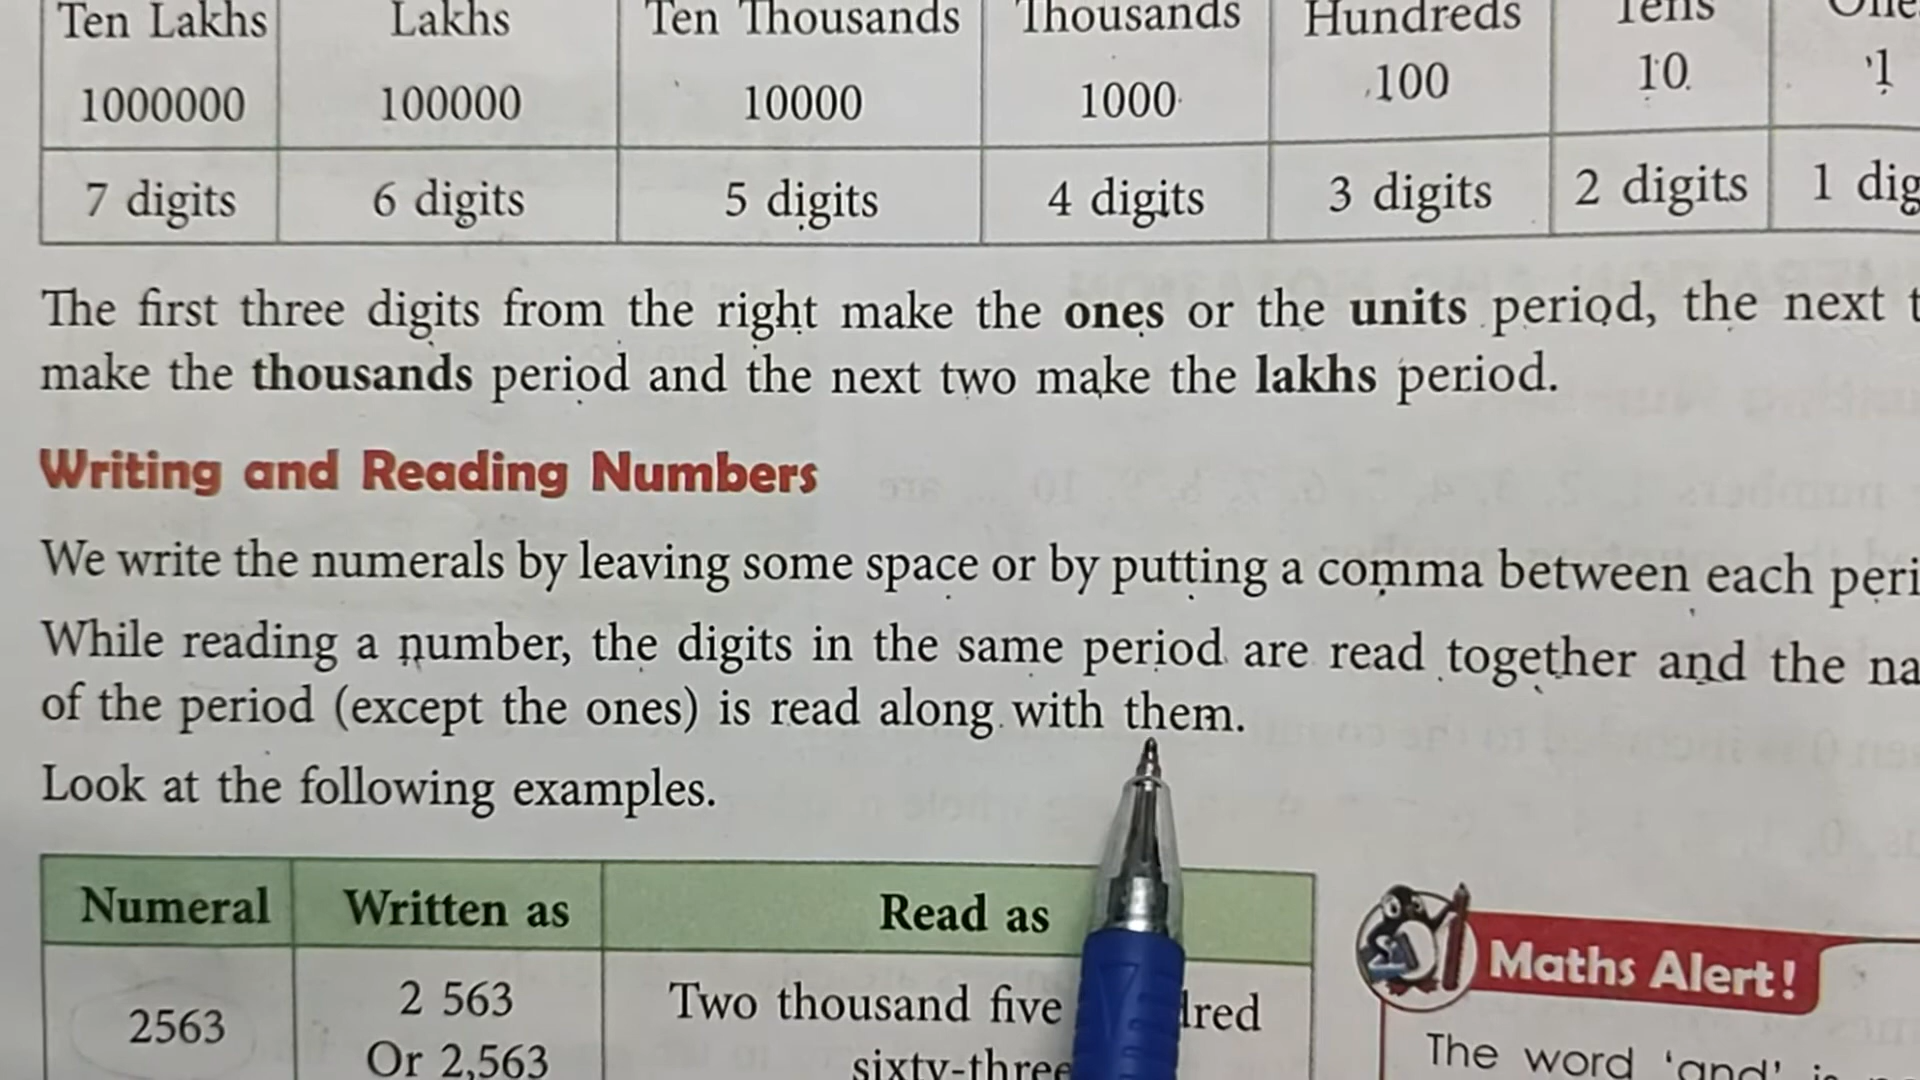 Ten Lakhs Lakhs Ten Thousands Thousands Hundreds Tens
1000000 100000 10000 1000 100 10 1
7 digits 6 digits 5 digits 4 digits 3 digits 2 digits 1
The first three digits from the right make the ones or the units period, the next
make the thousands period and the next two make the lakhs period.
Writing and Reading Numbers
We write the numerals by leaving some space or by putting a comma between each
While reading a number, the digits in the same period are read together and the
of the period (except the ones) is read along with them.
Look at the following examples.
Numeral Written as Read as
2563 2 563 Two thousand five
Or 2,563 sixty-three
Maths Alert!
The word 'and'